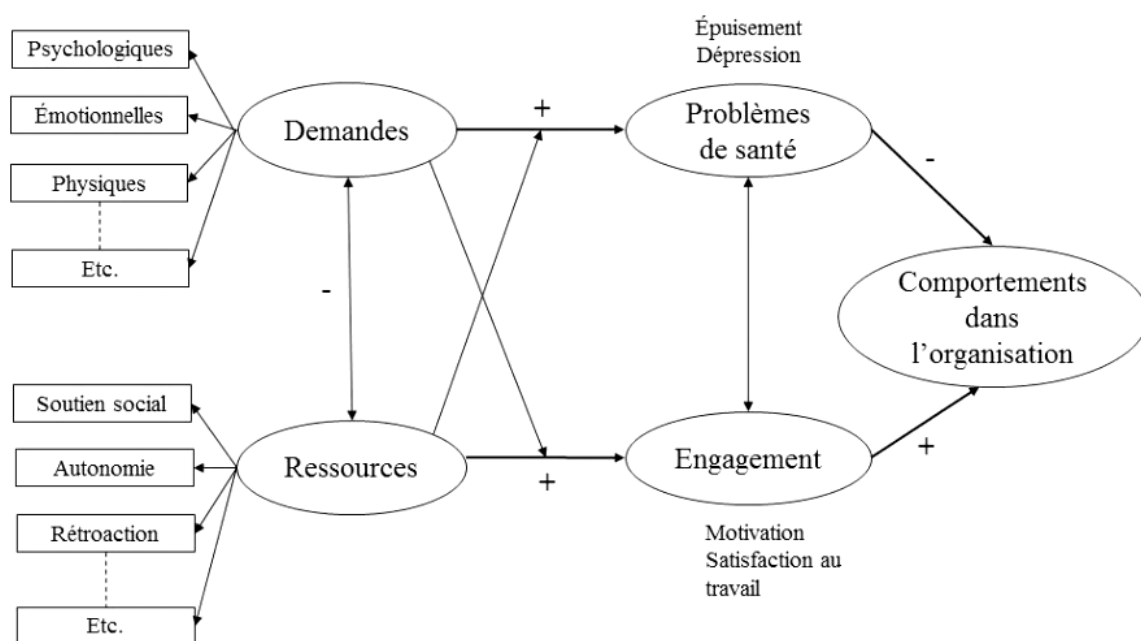 Psychologiques
Émotionnelles
Physiques
Etc.
Demandes
+
Épuisement
Dépression
Problèmes
de santé
-
-
Comportements
dans
l'organisation
Soutien social
Autonomie
Rétroaction
Etc.
Ressources
+
Engagement
+
Motivation
Satisfaction au
travail